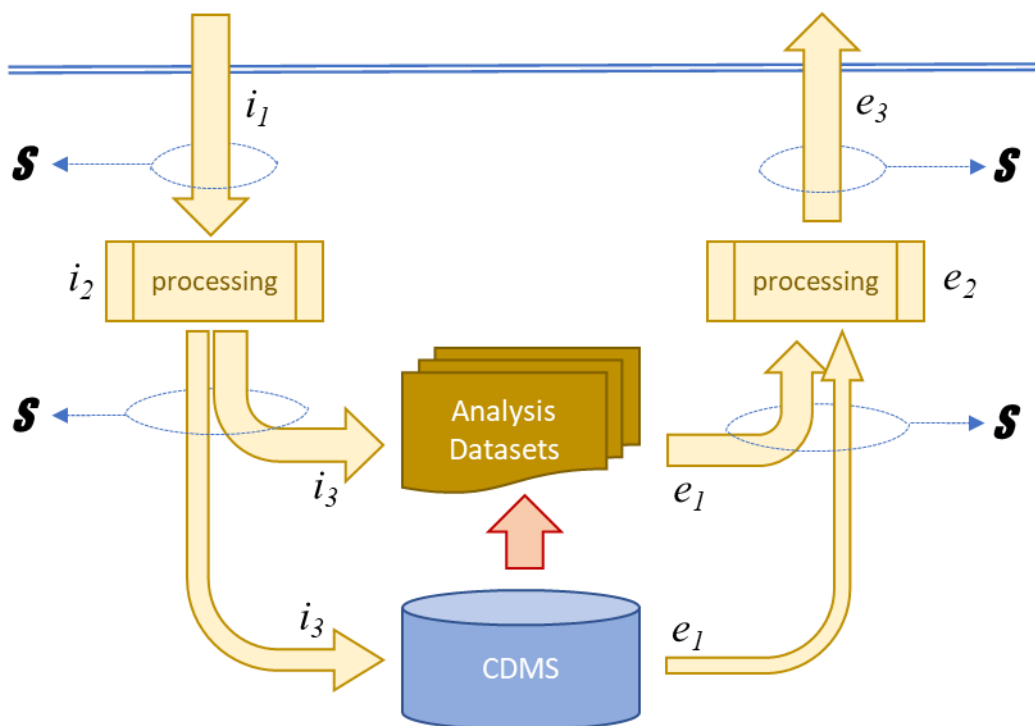 i1
e3
S
S
i2
processing
processing
e2
S
Analysis
Datasets
S
i3
e1
i3
CDMS
e1